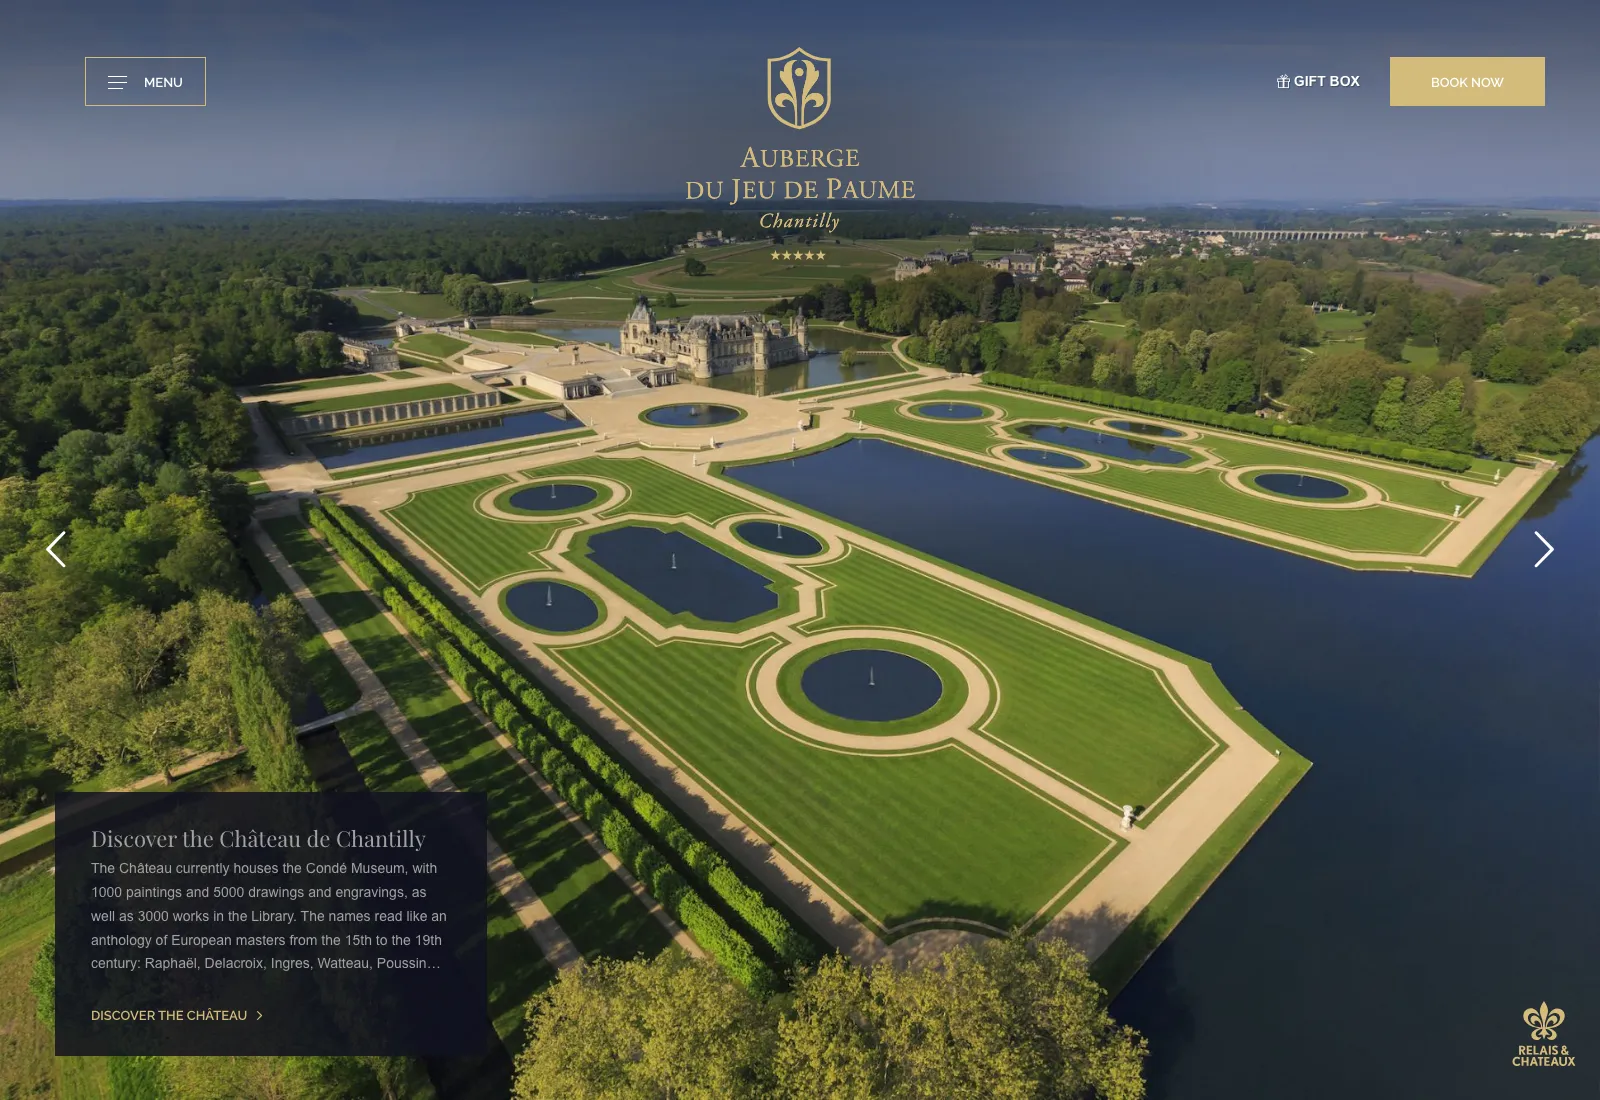 MENU
AUBERGE
DU JEU DE PAUME
Chantilly
GIFT BOX
BOOK NOW
Discover the Château de Chantilly
The Château currently houses the Condé Museum, with
1000 paintings and 5000 drawings and engravings, as
well as 3000 works in the Library. The names read like an
anthology of European masters from the 15th to the 19th
century: Raphaël, Delacroix, Ingres, Watteau, Poussin…
DISCOVER THE CHÂTEAU
RELAIS &
CHATEAUX